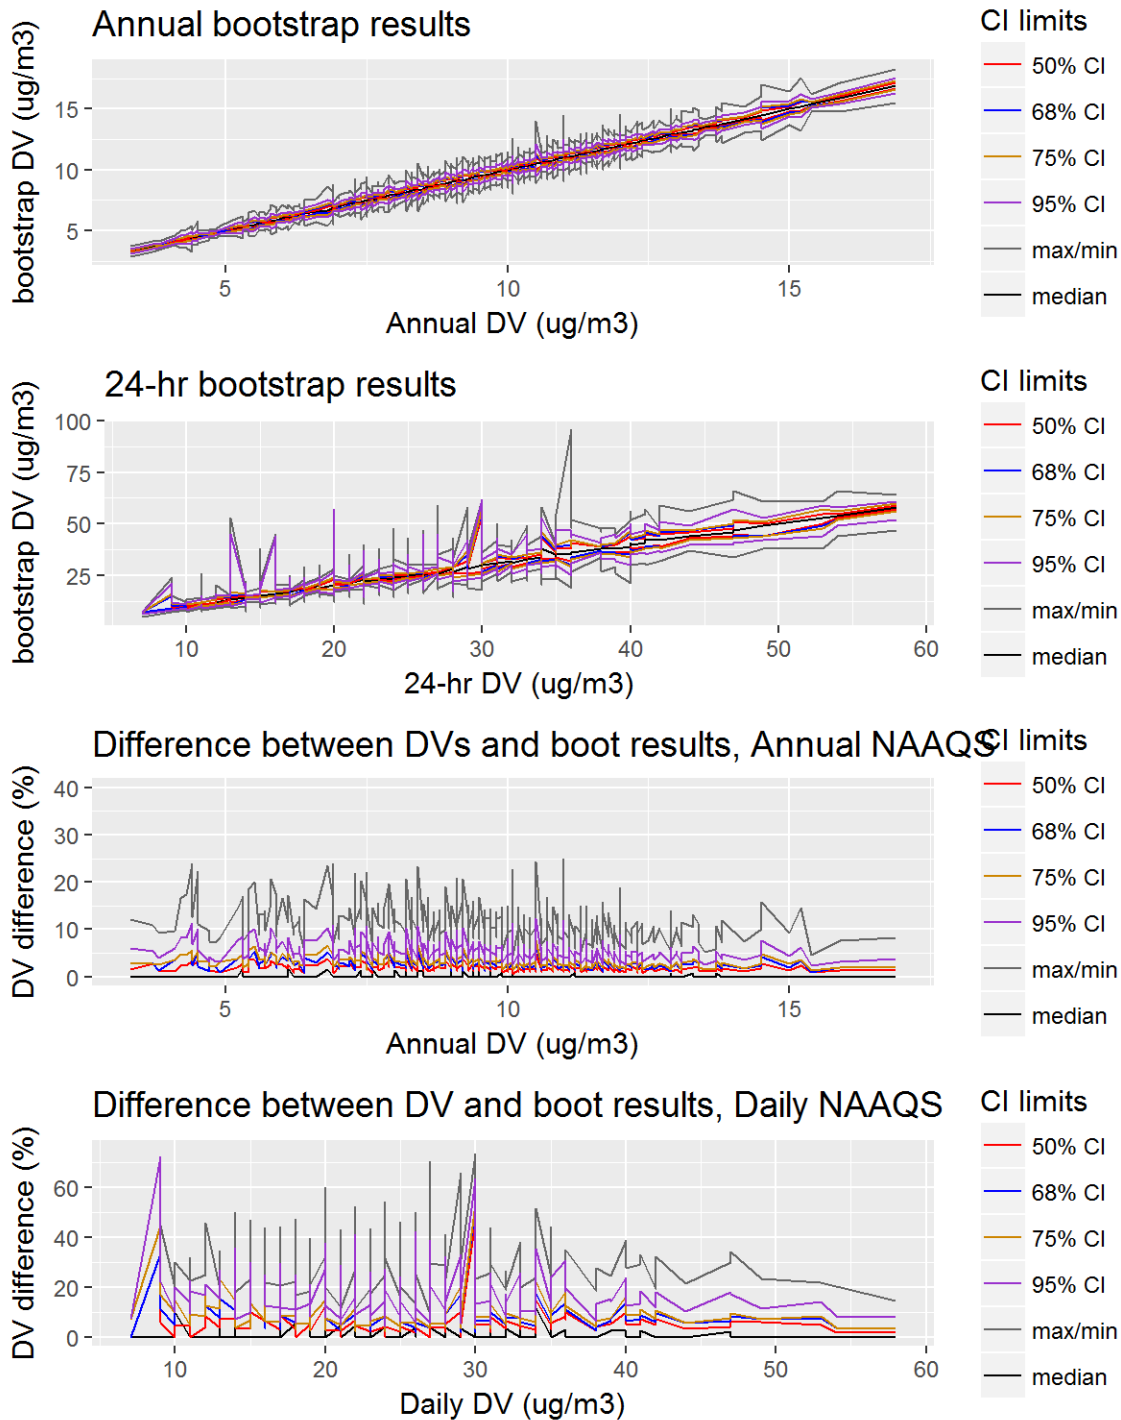 Annual bootstrap results
bootstrap DV (ug/m3)
15
10
5
5 10 15
Annual DV (ug/m3)
CI limits
50% CI
68% CI
75% CI
95% CI
max/min
median
24-hr bootstrap results
bootstrap DV (ug/m3)
100
75
50
25
10 20 30 40 50 60
24-hr DV (ug/m3)
CI limits
50% CI
68% CI
75% CI
95% CI
max/min
median
Difference between DVs and boot results, Annual NAAQS
DV difference (%)
40
30
20
10
0
5 10 15
Annual DV (ug/m3)
CI limits
50% CI
68% CI
75% CI
95% CI
max/min
median
Difference between DV and boot results, Daily NAAQS
DV difference (%)
60
40
20
0
10 20 30 40 50 60
Daily DV (ug/m3)
CI limits
50% CI
68% CI
75% CI
95% CI
max/min
median